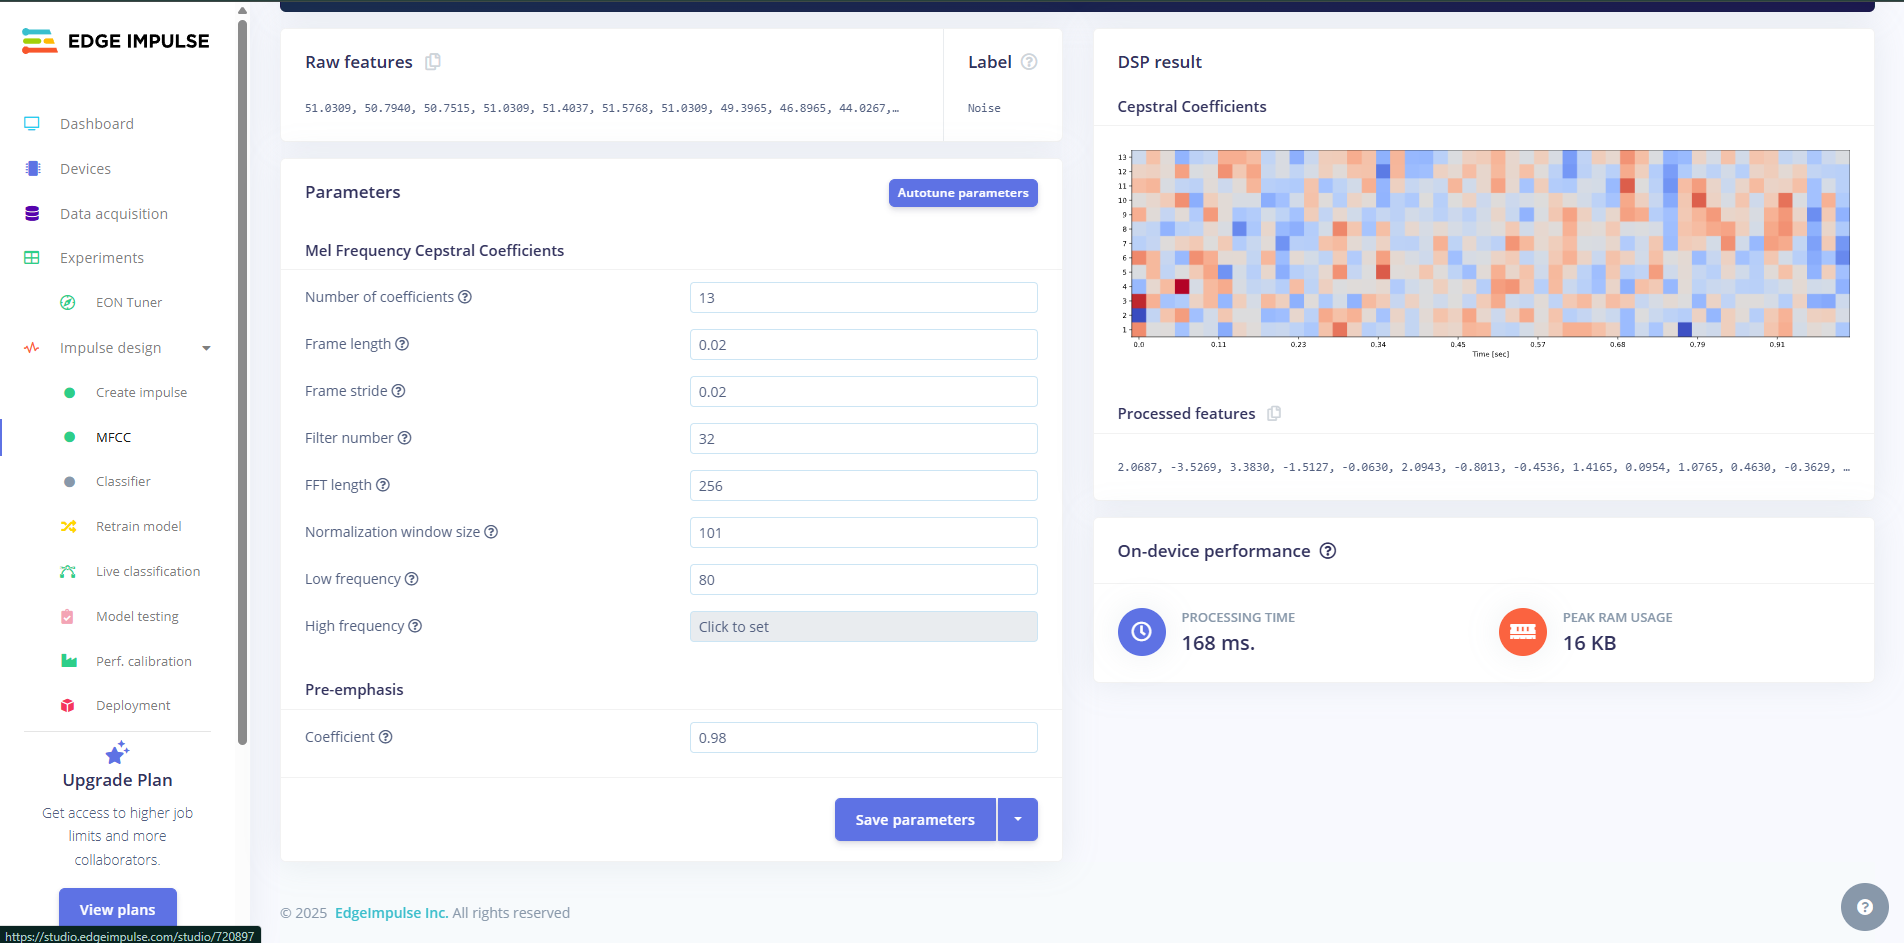 EDGE IMPULSE
Dashboard
Devices
Data acquisition
Experiments
EON Tuner
Impulse design
Create impulse
MFCC
Classifier
Retrain model
Live classification
Model testing
Perf. calibration
Deployment
Upgrade Plan
Get access to higher job
limits and more
collaborators.
View plans
https://studio.edgeimpulse.com/studio/720897
Raw features
51.0309, 50.7940, 50.7515, 51.0309, 51.4037, 51.5768, 51.0309, 49.3965, 46.8965, 44.0267,…
Label ?
Noise
Parameters
Autotune parameters
Mel Frequency Cepstral Coefficients
Number of coefficients ? 13
Frame length ? 0.02
Frame stride ? 0.02
Filter number ? 32
FFT length ? 256
Normalization window size ? 101
Low frequency ? 80
High frequency ? Click to set
Pre-emphasis
Coefficient ? 0.98
Save parameters
© 2025 EdgeImpulse Inc. All rights reserved
DSP result
Cepstral Coefficients
13
12
11
10
9
8
7
6
5
4
3
2
1
0.0 0.11 0.23 0.34 0.45 0.57 0.68 0.79 0.91
Time [sec]
Processed features
2.0687, -3.5269, 3.3830, -1.5127, -0.0630, 2.0943, -0.8013, -0.4536, 1.4165, 0.0954, 1.0765, 0.4630, -0.3629, …
On-device performance ?
PROCESSING TIME
168 ms.
PEAK RAM USAGE
16 KB
?